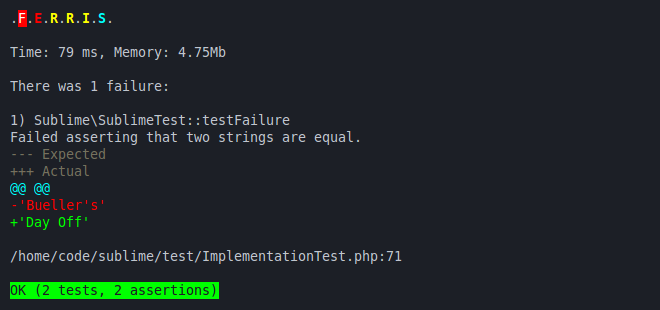 .F.E.R.R.I.S.
Time: 79 ms, Memory: 4.75Mb
There was 1 failure:
1) Sublime\SublimeTest::testFailure
Failed asserting that two strings are equal.
--- Expected
+++ Actual
@@ @@
-'Bueller's'
+'Day Off'
/home/code/sublime/test/ImplementationTest.php:71
OK (2 tests, 2 assertions)